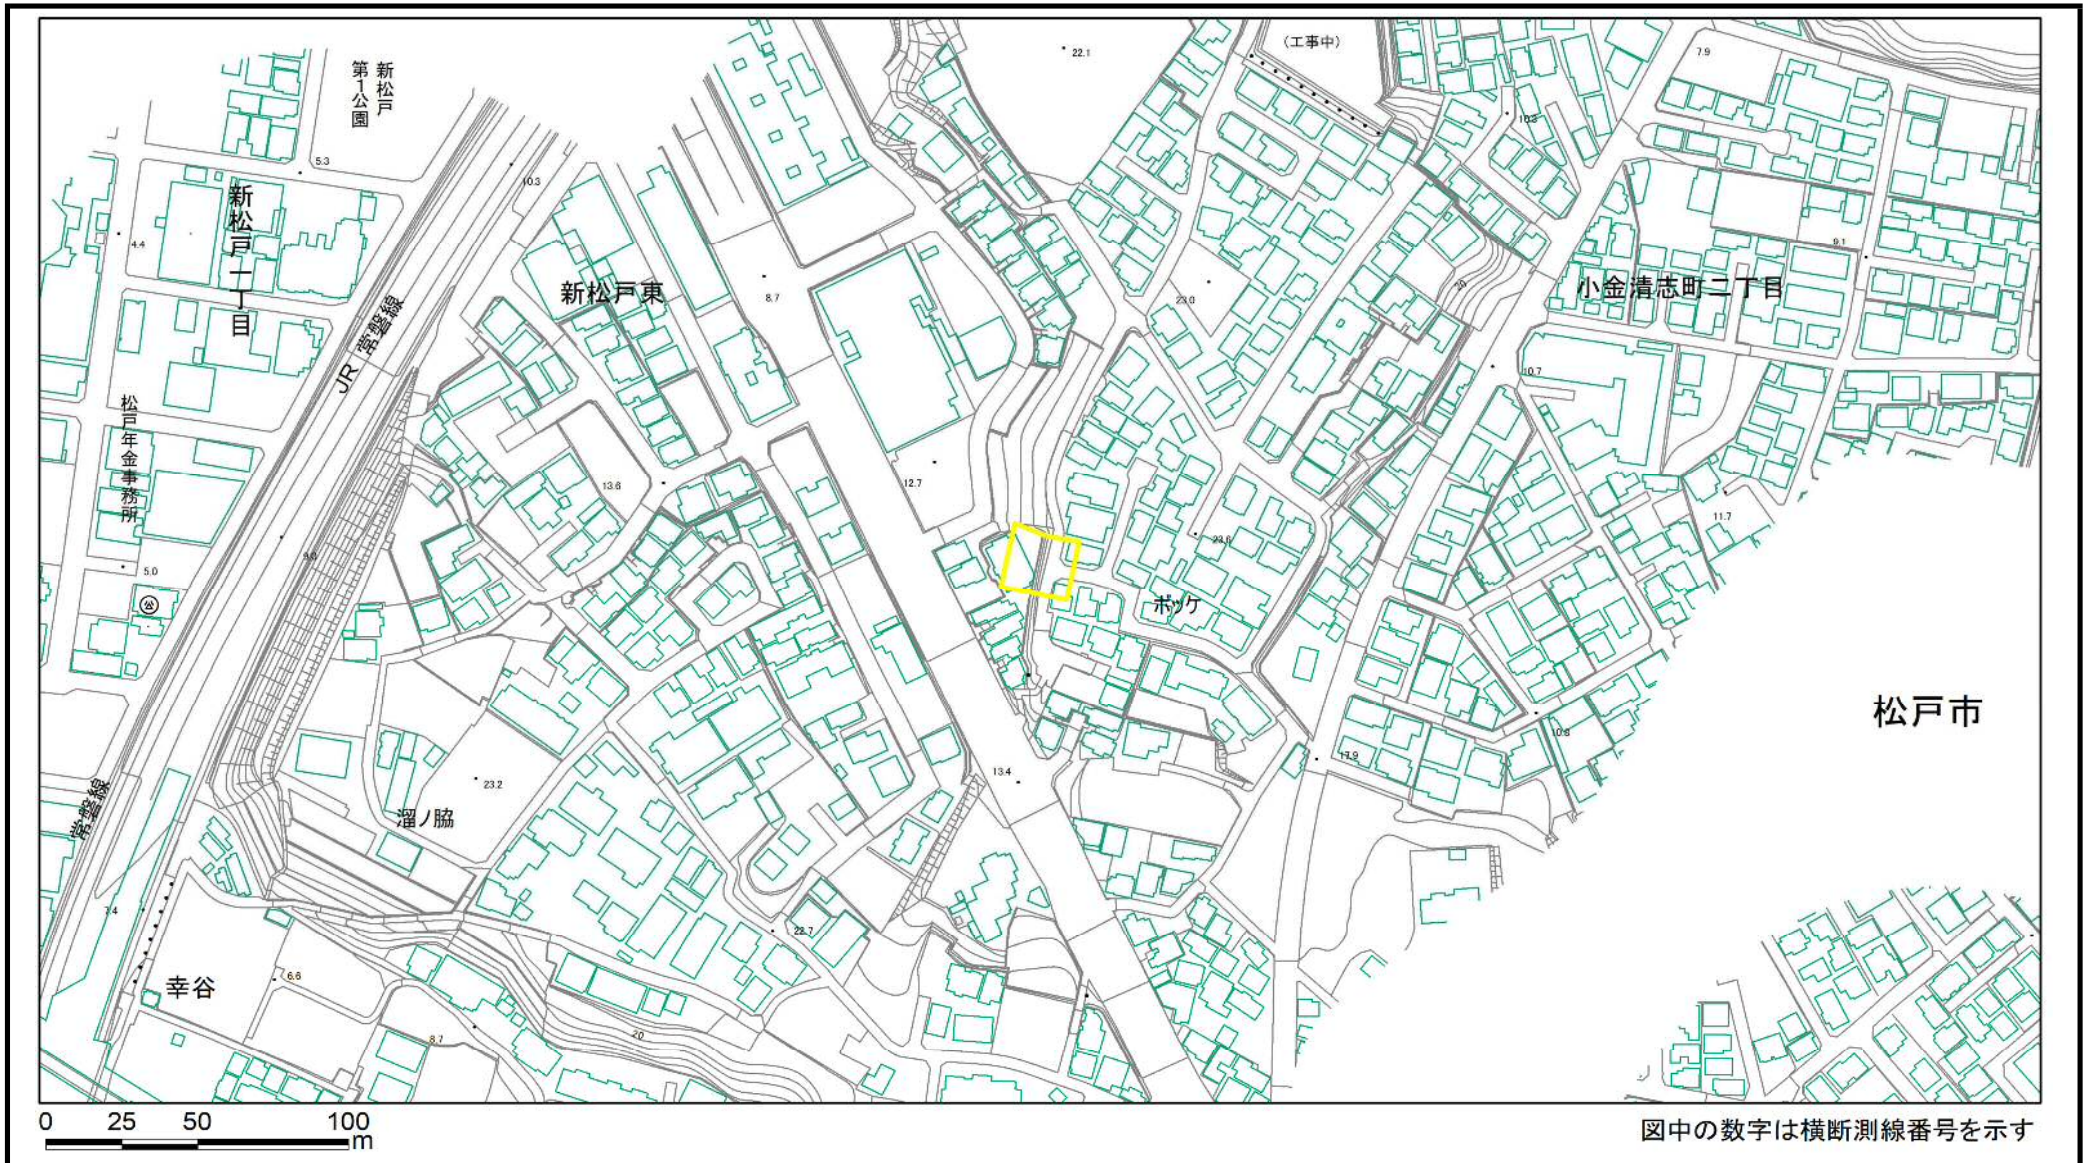 新松戸
第1公園
(工事中)
22.1
7.9
5.3
10.3
新松戸一丁目
4.4
9.1
新松戸東
8.7
23.0
20
小金清志町二丁目
JR 常磐線
10.7
松戸年金事務所
13.6
12.7
11.7
23.6
9.0
5.0
公
ボッケ
松戸市
10.8
17.9
13.4
23.2
溜ノ脇
常磐線
7.4
22.7
幸谷
6.6
8.7
20
0 25 50 100
m
図中の数字は横断測線番号を示す